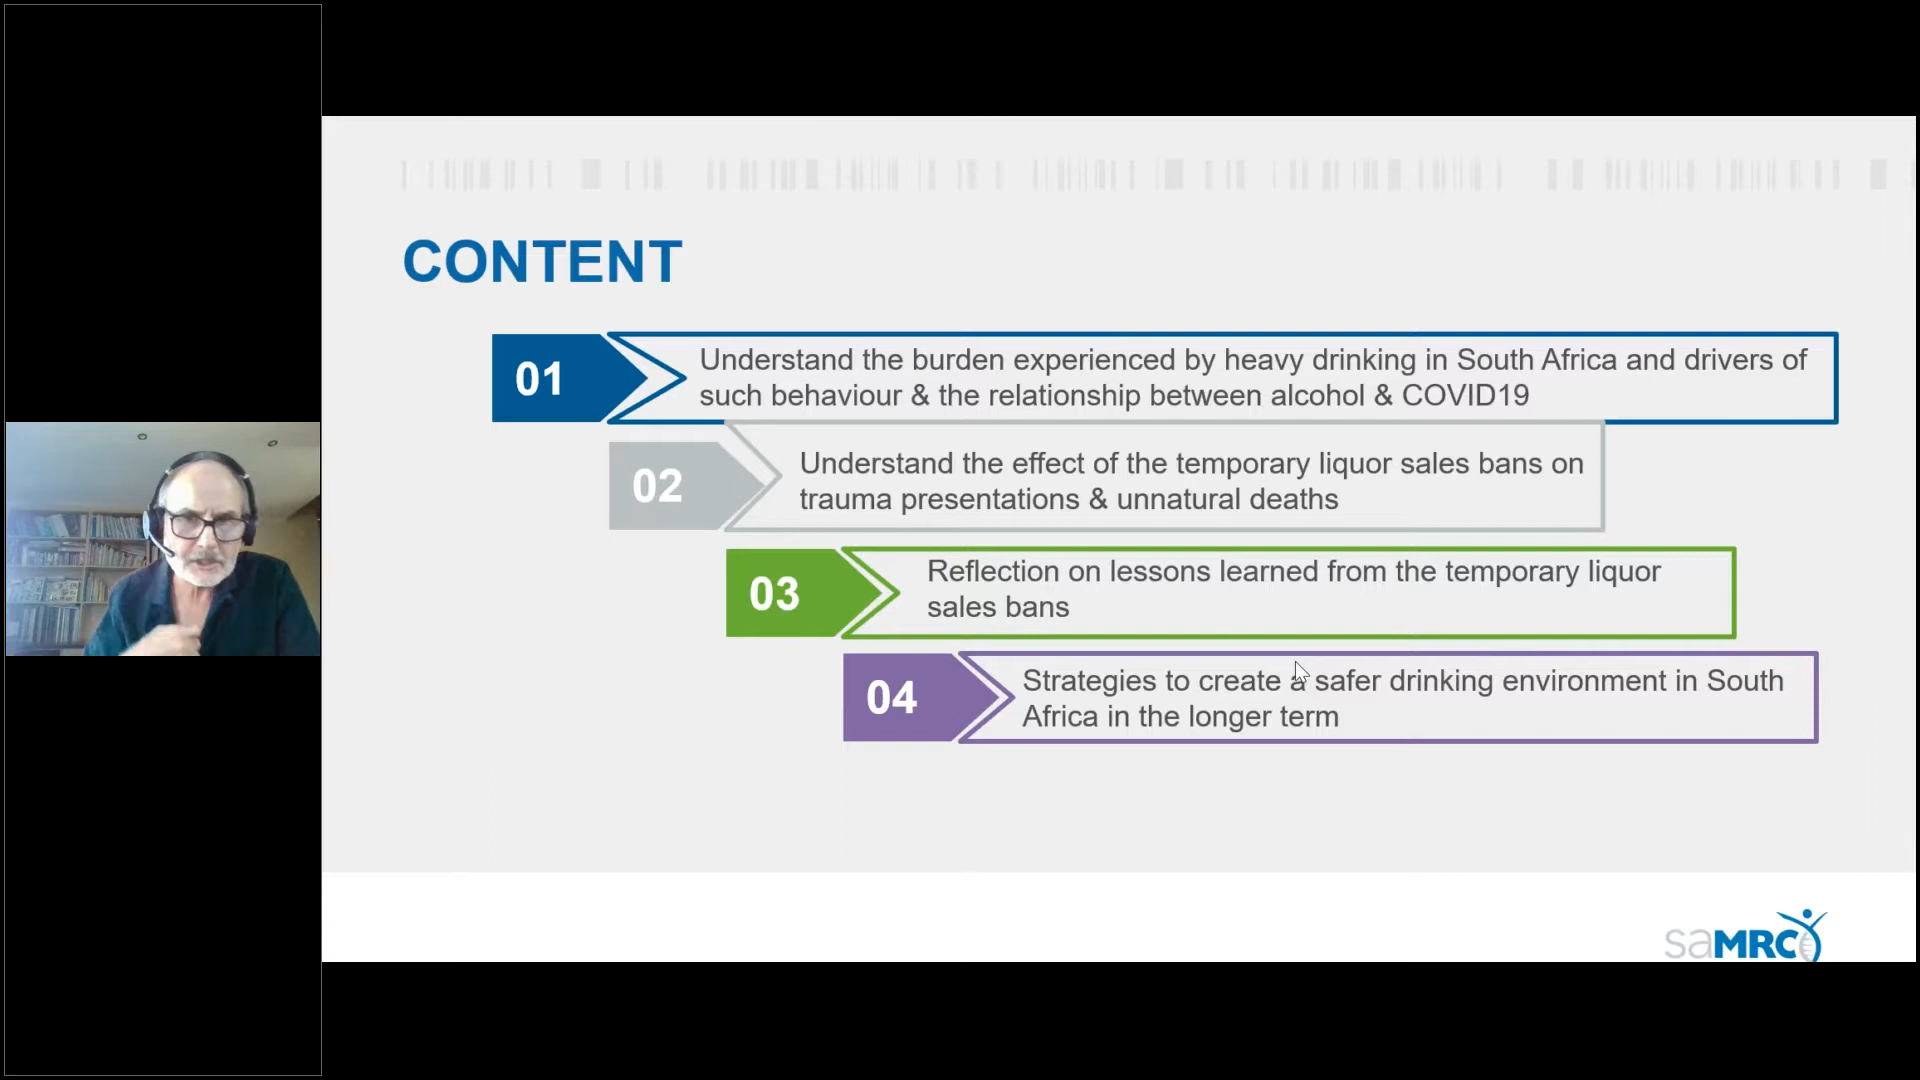 CONTENT
01
Understand the burden experienced by heavy drinking in South Africa and drivers of
such behaviour & the relationship between alcohol & COVID19
02
Understand the effect of the temporary liquor sales bans on
trauma presentations & unnatural deaths
03
Reflection on lessons learned from the temporary liquor
sales bans
04
Strategies to create a safer drinking environment in South
Africa in the longer term
saMRC